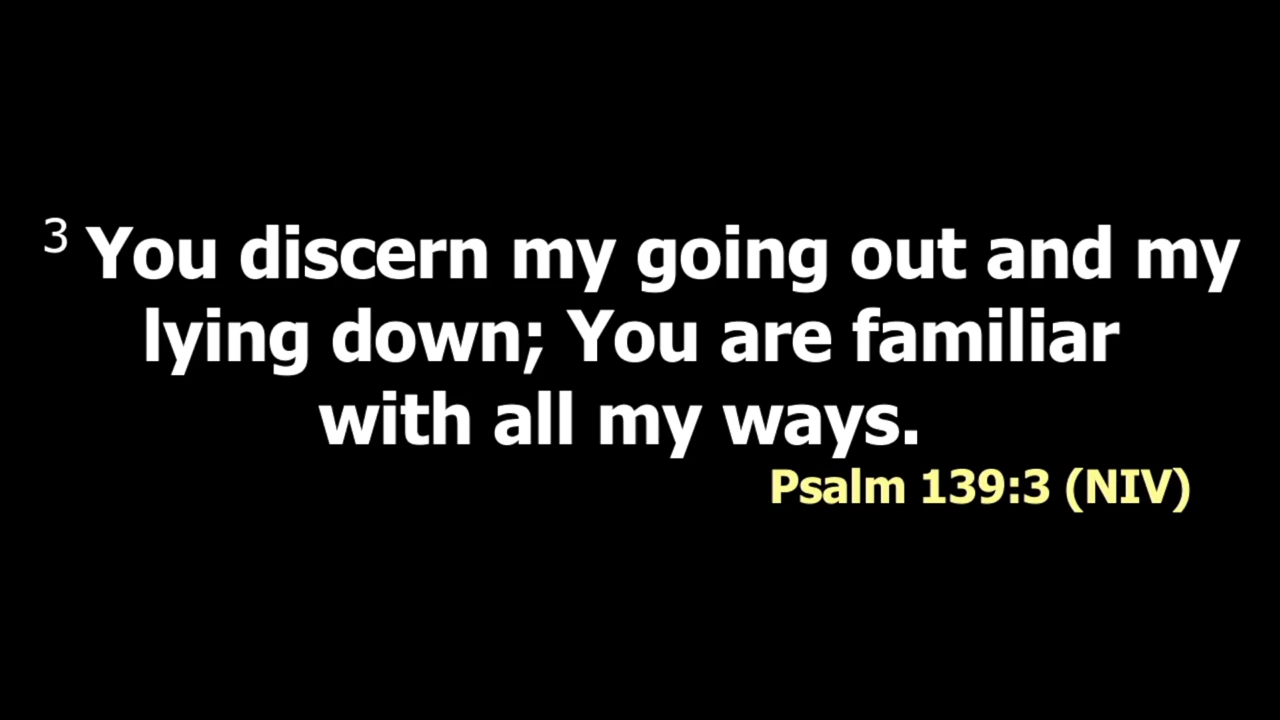 3 You discern my going out and my
lying down; You are familiar
with all my ways.
Psalm 139:3 (NIV)